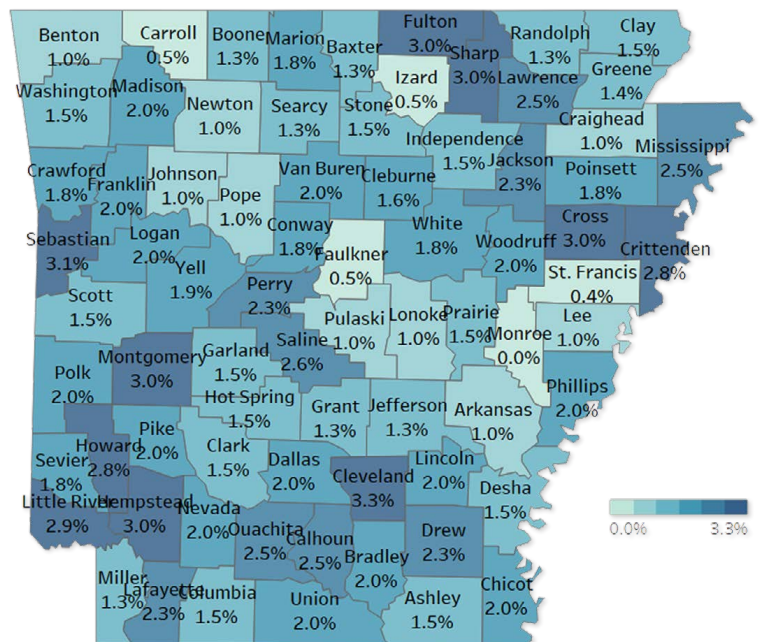 Benton
1.0%
Carroll
0.5%
Boone
1.3%
Marion
1.8%
Baxter
1.3%
Fulton
3.0%
Sharp
3.0%
Randolph
1.3%
Clay
1.5%
Washington
1.5%
Madison
2.0%
Newton
1.0%
Searcy
1.3%
Stone
1.5%
Izard
0.5%
Lawrence
2.5%
Greene
1.4%
Independence
1.5%
Jackson
2.3%
Craighead
1.0%
Mississippi
2.5%
Crawford
1.8%
Franklin
2.0%
Johnson
1.0%
Pope
1.0%
Van Buren
2.0%
Cleburne
1.6%
Poinsett
1.8%
Sebastian
3.1%
Logan
2.0%
Yell
1.9%
Conway
1.8%
Faulkner
0.5%
White
1.8%
Woodruff
2.0%
Cross
3.0%
Crittenden
2.8%
Scott
1.5%
Perry
2.3%
Pulaski
1.0%
Lonoke
1.0%
Prairie
1.5%
Monroe
0.0%
St. Francis
0.4%
Lee
1.0%
Polk
2.0%
Montgomery
3.0%
Garland
1.5%
Saline
2.6%
Hot Spring
1.5%
Grant
1.3%
Jefferson
1.3%
Arkansas
1.0%
Phillips
2.0%
Sevier
1.8%
Howard
2.8%
Pike
2.0%
Clark
1.5%
Dallas
2.0%
Cleveland
3.3%
Lincoln
2.0%
Desha
1.5%
Little River
2.9%
Hempstead
3.0%
Nevada
2.0%
Ouachita
2.5%
Calhoun
2.5%
Bradley
2.0%
Drew
2.3%
Miller
1.3%
Lafayette
2.3%
Columbia
1.5%
Union
2.0%
Ashley
1.5%
Chicot
2.0%
0.0%
3.3%